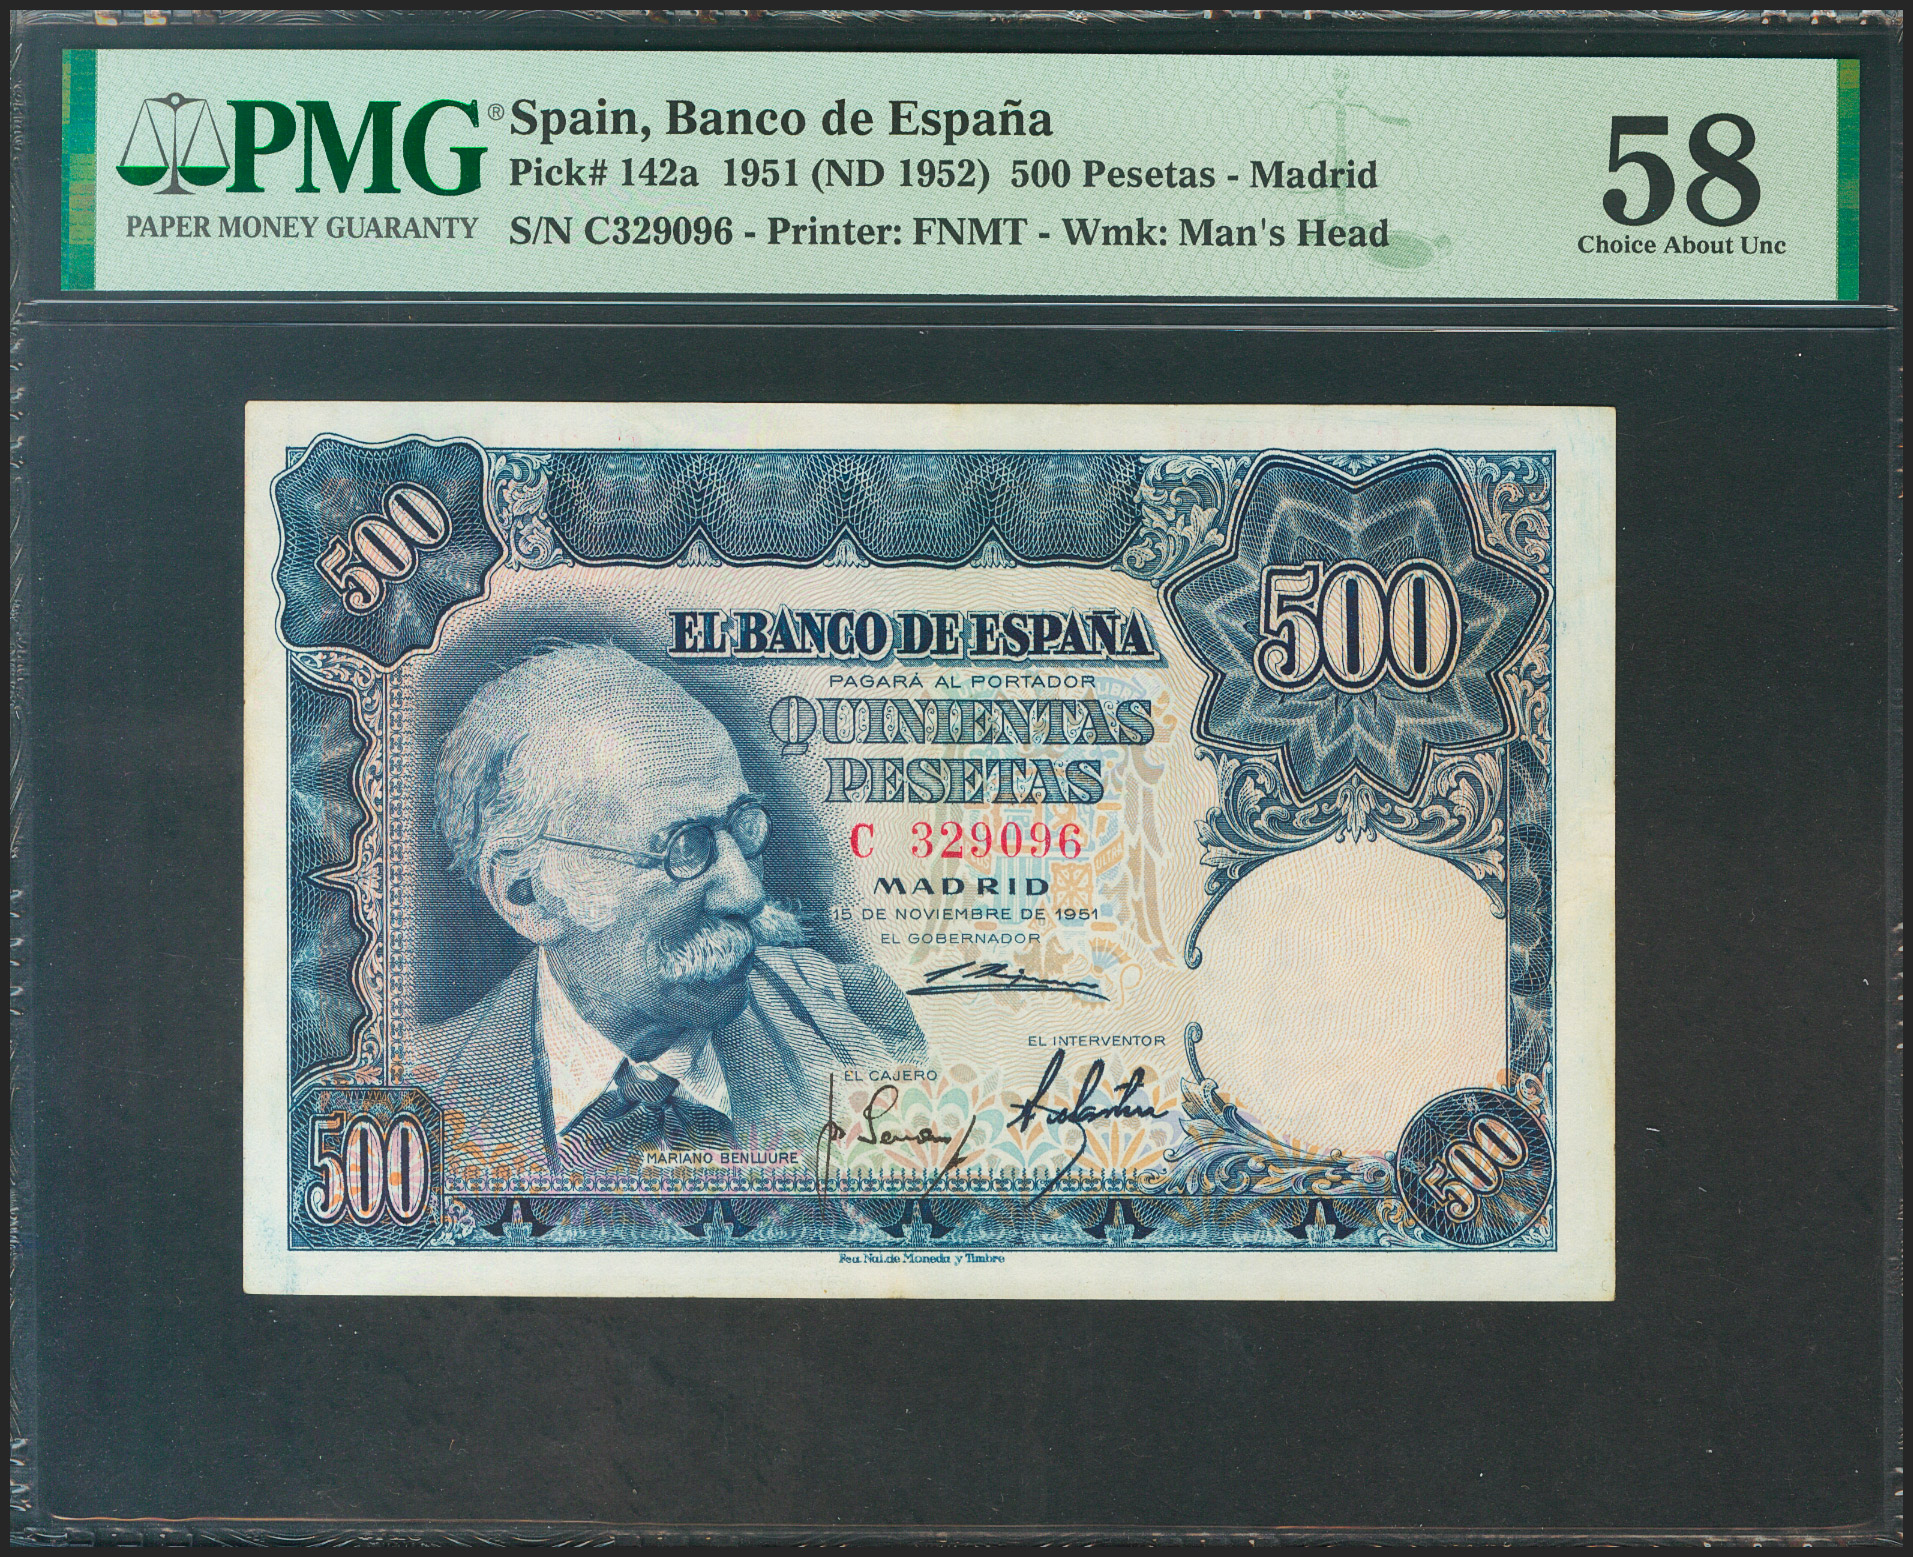 PMG®
PAPER MONEY GUARANTY
Spain, Banco de España
Pick# 142a 1951 (ND 1952) 500 Pesetas - Madrid
S/N C329096 - Printer: FNMT - Wmk: Man's Head
58
Choice About Unc
500
500
EL BANCO DE ESPAÑA
PAGARÁ AL PORTADOR
QUINIENTAS
PESETAS
C 329096
MADRID
15 DE NOVIEMBRE DE 1951
EL GOBERNADOR
EL INTERVENTOR
EL CAJERO
MARIANO BENLLIURE
500
500
Fca. Nal. de Moneda y Timbre